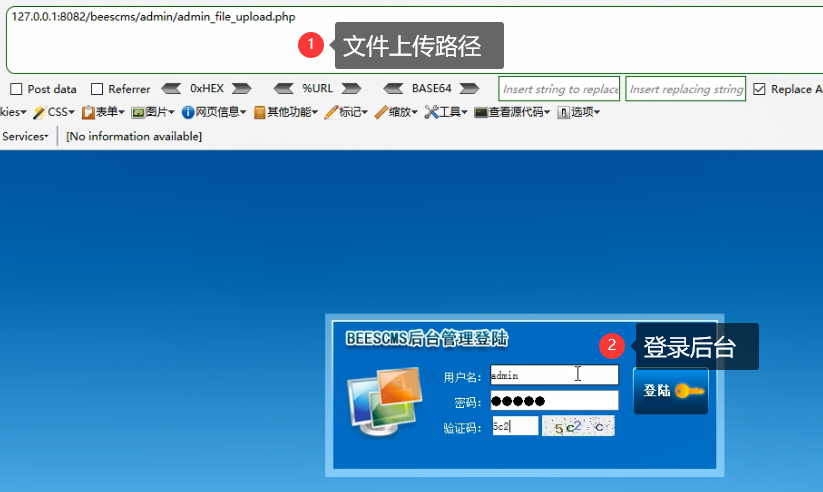 127.0.0.1:8082/beescms/admin/admin_file_upload.php
1 文件上传路径
Post data Referrer 0xHEX %URL BASE64 Insert string to replace Insert replacing string Replace A
kies CSS 表单 图片 网页信息 其他功能 标记 缩放 工具 查看源代码 选项
Services [No information available]
BEESCMS后台管理登陆
2 登录后台
用户名: admin
登陆
密码: ●●●●●
验证码: 5c2 5c2 c